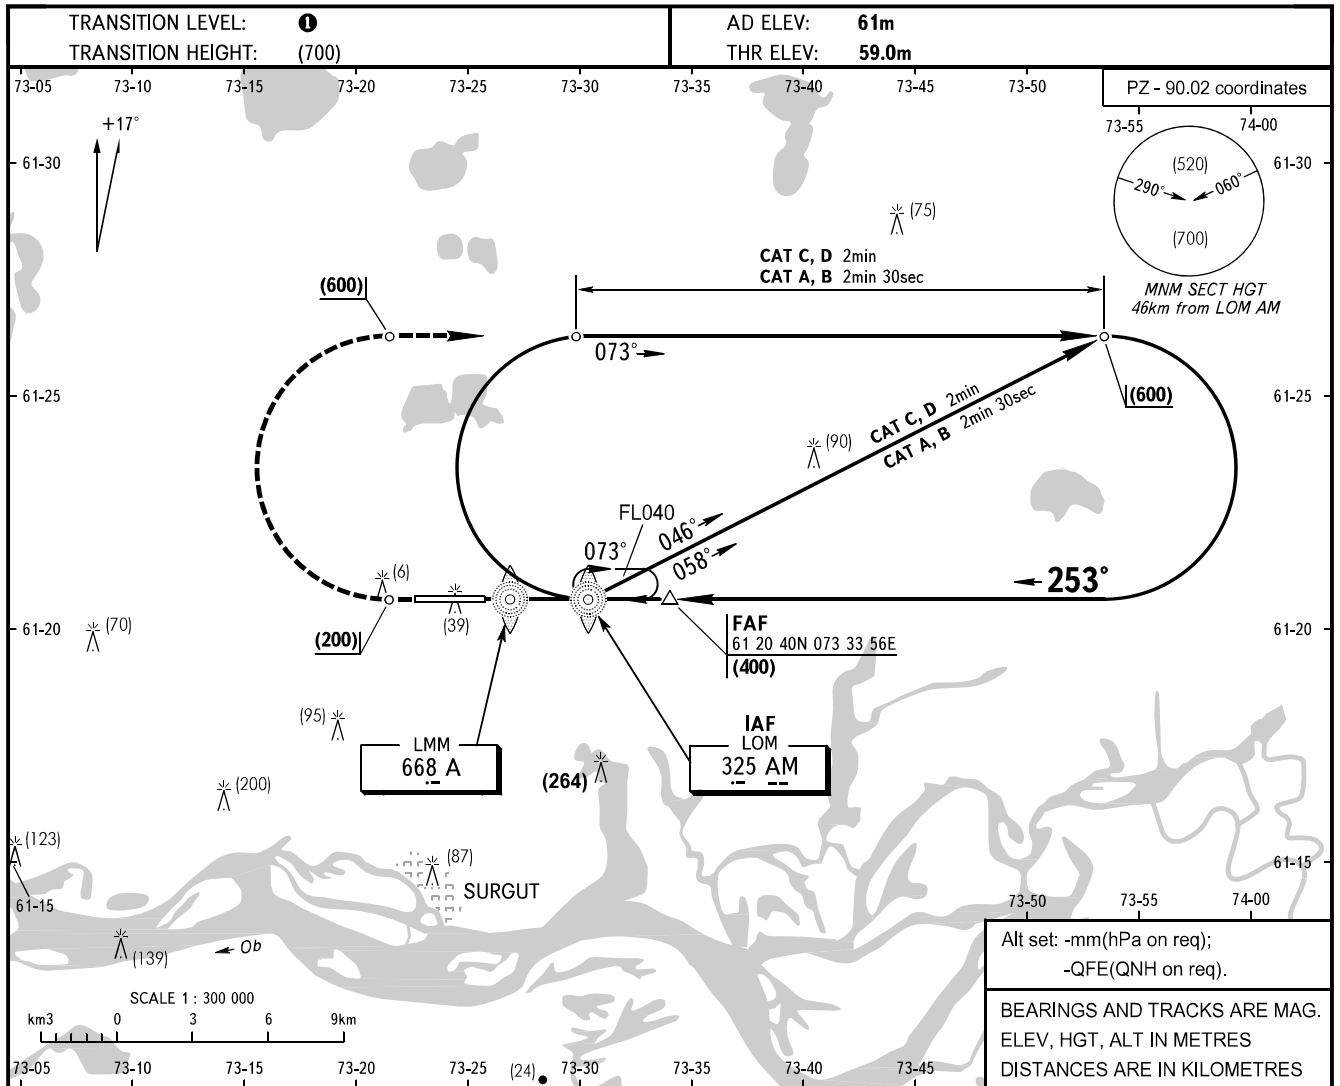 TRANSITION LEVEL: ❶
TRANSITION HEIGHT: (700)
AD ELEV: 61m
THR ELEV: 59.0m
73-05 73-10 73-20 73-25 73-30 73-35 73-40 73-45 73-50
PZ - 90.02 coordinates
+17°
73-55 74-00
61-30
61-30
(520)
290° 060°
(700)
MNM SECT HGT
46km from LOM AM
(75)
CAT C, D 2min
CAT A, B 2min 30sec
(600)
073°
(600)
61-25
61-25
CAT C, D 2min
CAT A, B 2min 30sec
(90)
FL040
046°
073°
058°
253°
(6)
(39)
(200)
(70)
61-20
61-20
FAF
61 20 40N 073 33 56E
(400)
(95)
LMM
668 A
IAF
LOM
325 AM
(264)
(200)
(123)
(87)
SURGUT
61-15
61-15
73-50 73-55 74-00
Ob
(139)
Alt set: -mm(hPa on req);
-QFE(QNH on req).
SCALE 1 : 300 000
km3 0 3 6 9km
BEARINGS AND TRACKS ARE MAG.
ELEV, HGT, ALT IN METRES
DISTANCES ARE IN KILOMETRES
73-05 73-10 73-15 73-20 73-25 (24) 73-30 73-35 73-40 73-45